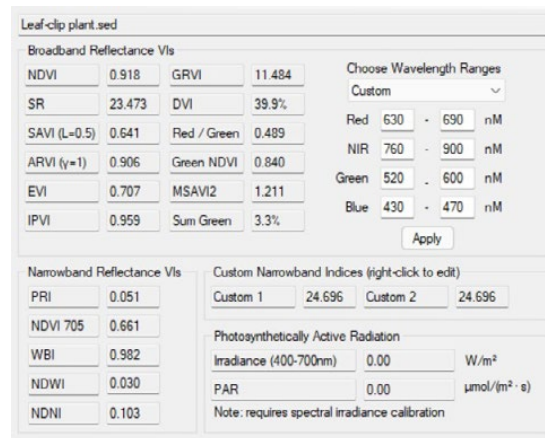 Leaf-clip plant.sed
Broadband Reflectance VIs
NDVI 0.918 GRVI 11.484
SR 23.473 DVI 39.9%
SAVI (L=0.5) 0.641 Red / Green 0.489
ARVI (γ=1) 0.906 Green NDVI 0.840
EVI 0.707 MSAVI2 1.211
IPVI 0.959 Sum Green 3.3%
Choose Wavelength Ranges
Custom
Red 630 - 690 nM
NIR 760 - 900 nM
Green 520 - 600 nM
Blue 430 - 470 nM
Apply
Narrowband Reflectance VIs
PRI 0.051
NDVI 705 0.661
WBI 0.982
NDWI 0.030
NDNI 0.103
Custom Narrowband Indices (right-click to edit)
Custom 1 24.696 Custom 2 24.696
Photosynthetically Active Radiation
Irradiance (400-700nm) 0.00 W/m²
PAR 0.00 μmol/(m² · s)
Note: requires spectral irradiance calibration